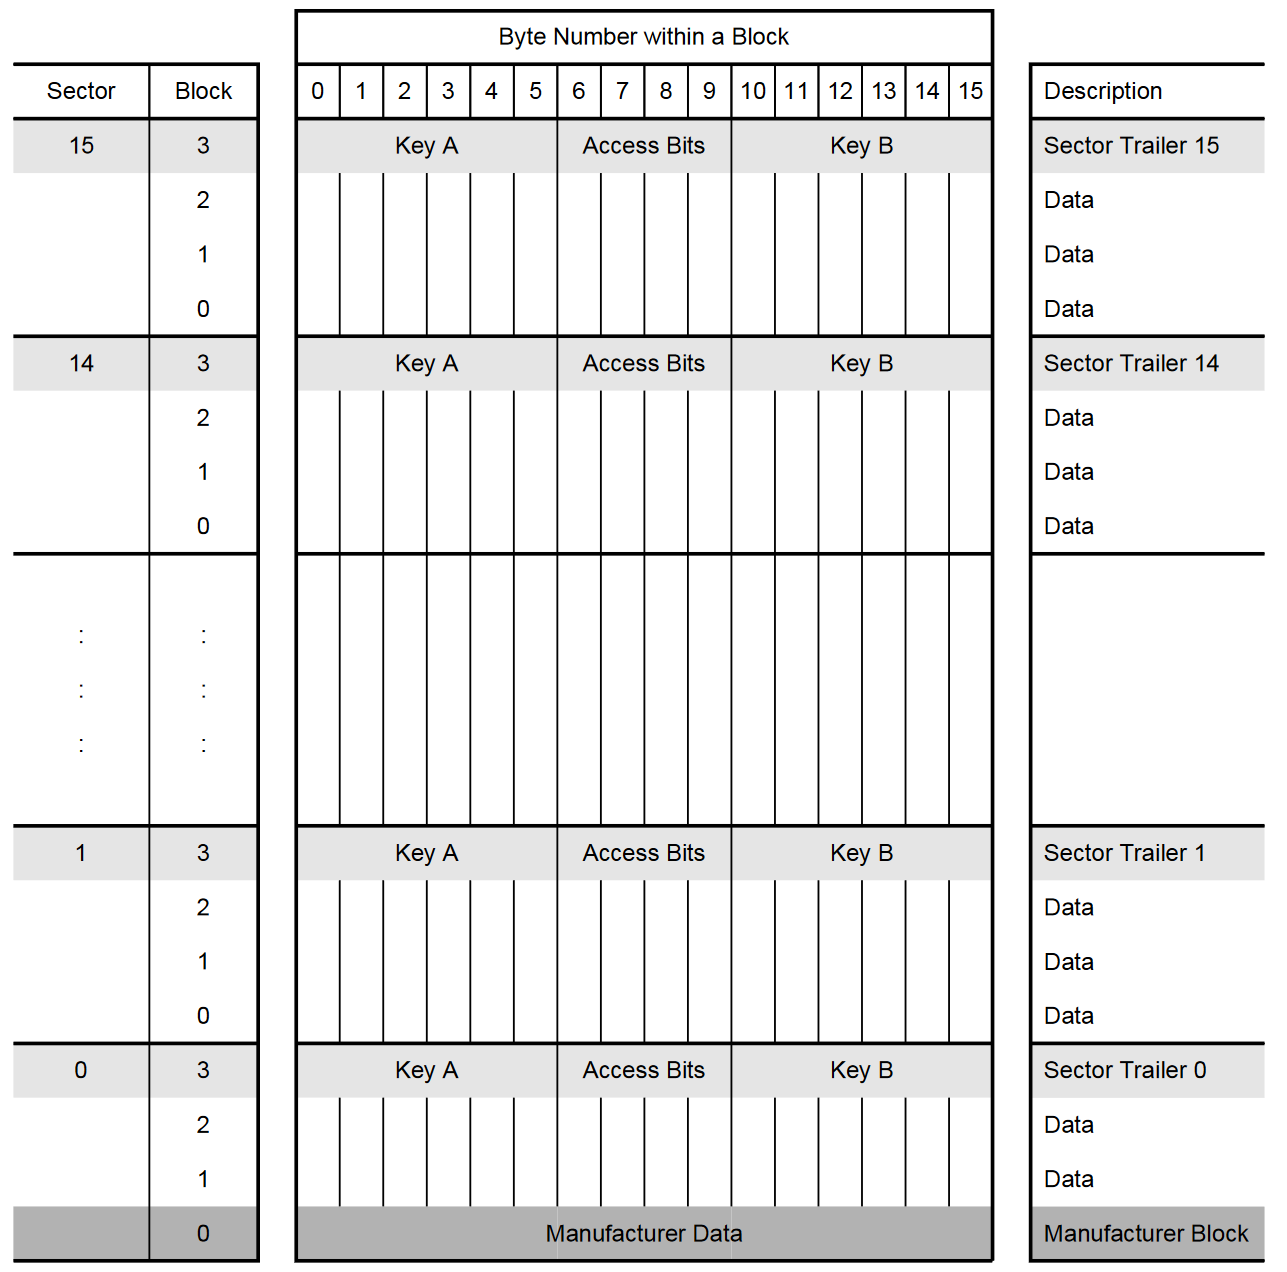 Byte Number within a Block
Sector Block 0 1 2 3 4 5 6 7 8 9 10 11 12 13 14 15 Description
15 3 Key A Access Bits Key B Sector Trailer 15
2 Data
1 Data
0 Data
14 3 Key A Access Bits Key B Sector Trailer 14
2 Data
1 Data
0 Data
: :
: :
: :
1 3 Key A Access Bits Key B Sector Trailer 1
2 Data
1 Data
0 Data
0 3 Key A Access Bits Key B Sector Trailer 0
2 Data
1 Data
0 Manufacturer Data Manufacturer Block